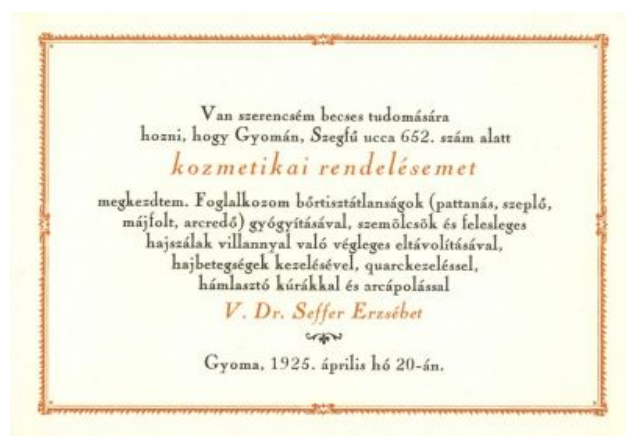 Van szerencsém becses tudomására
hozni, hogy Gyomán, Szegfű ucca 652. szám alatt
kozmetikai rendelésemet
megkezdtem. Foglalkozom bőrtisztátlanságok (pattanás, szeplő,
májfolt, arcredő) gyógyításával, szemölcsök és felesleges
hajszálak villannyal való végleges eltávolításával,
hajbetegségek kezelésével, quarckezeléssel,
hámlasztó kúrákkal és arcápolással
V. Dr. Seffer Erzsébet
Gyoma, 1925. április hó 20-án.